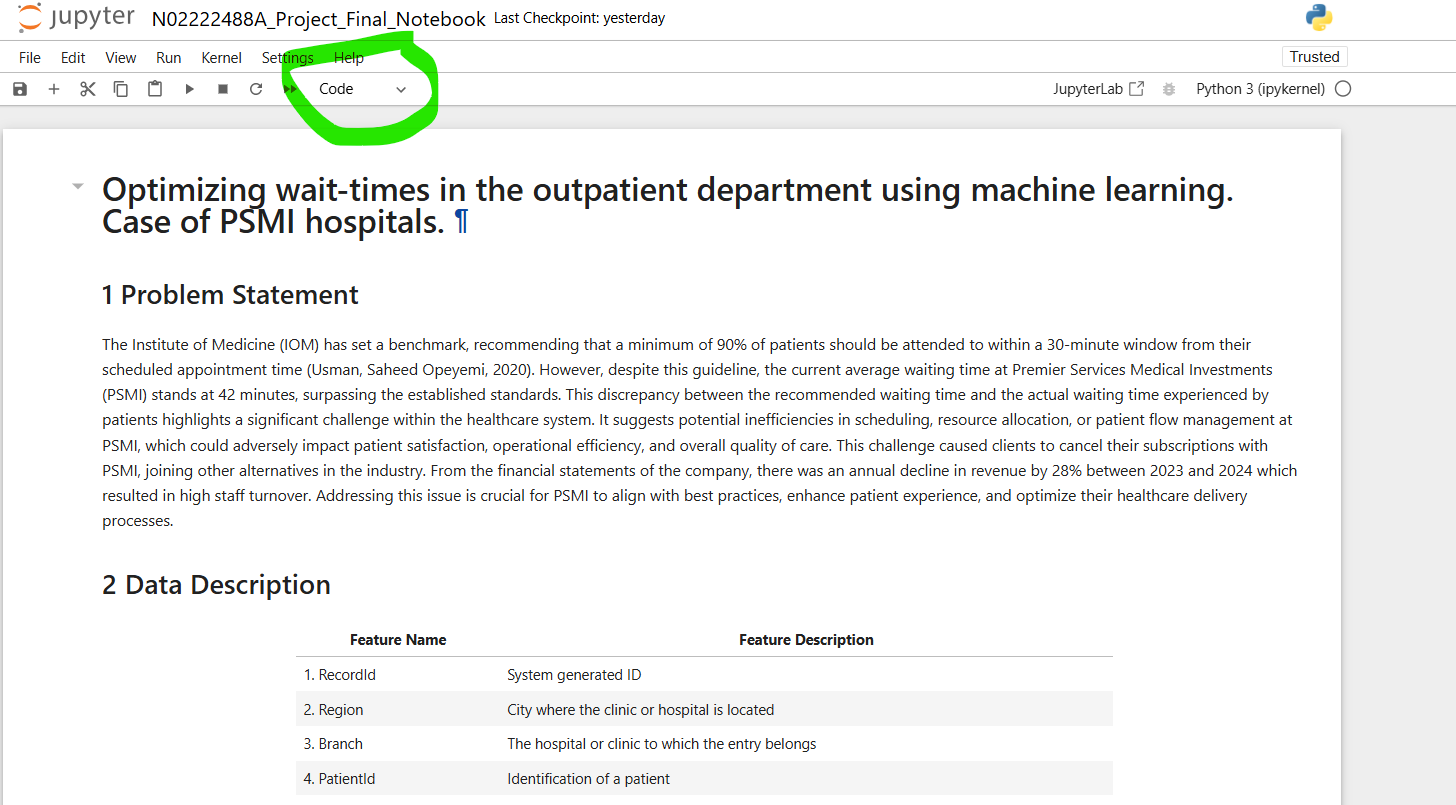 jupyter N02222488A_Project_Final_Notebook Last Checkpoint: yesterday
File Edit View Run Kernel Settings Help Trusted
Code JupyterLab Python 3 (ipykernel)
Optimizing wait-times in the outpatient department using machine learning.
Case of PSMI hospitals. ¶
1 Problem Statement
The Institute of Medicine (IOM) has set a benchmark, recommending that a minimum of 90% of patients should be attended to within a 30-minute window from their
scheduled appointment time (Usman, Saheed Opeyemi, 2020). However, despite this guideline, the current average waiting time at Premier Services Medical Investments
(PSMI) stands at 42 minutes, surpassing the established standards. This discrepancy between the recommended waiting time and the actual waiting time experienced by
patients highlights a significant challenge within the healthcare system. It suggests potential inefficiencies in scheduling, resource allocation, or patient flow management at
PSMI, which could adversely impact patient satisfaction, operational efficiency, and overall quality of care. This challenge caused clients to cancel their subscriptions with
PSMI, joining other alternatives in the industry. From the financial statements of the company, there was an annual decline in revenue by 28% between 2023 and 2024 which
resulted in high staff turnover. Addressing this issue is crucial for PSMI to align with best practices, enhance patient experience, and optimize their healthcare delivery
processes.
2 Data Description
Feature Name Feature Description
1. RecordId System generated ID
2. Region City where the clinic or hospital is located
3. Branch The hospital or clinic to which the entry belongs
4. PatientId Identification of a patient